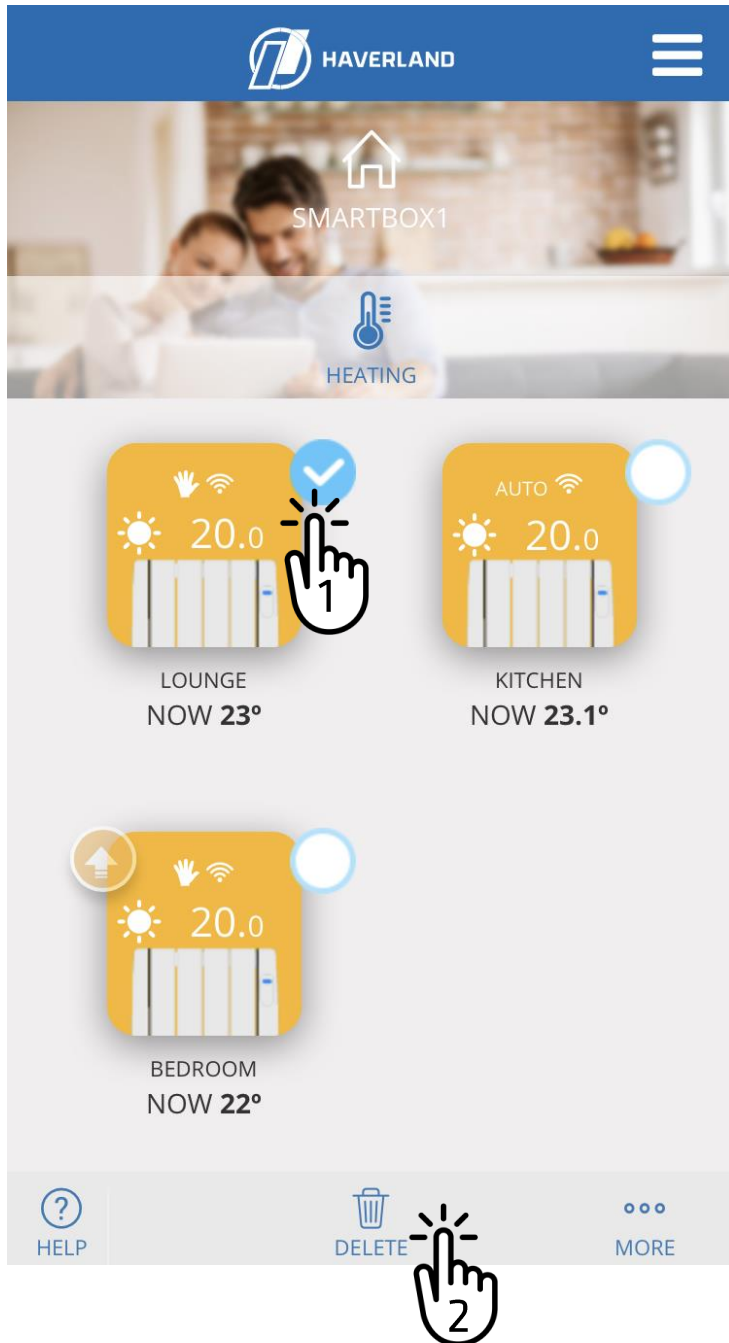 HAVERLAND
SMARTBOX1
HEATING
AUTO
20.0
20.0
1
LOUNGE
KITCHEN
NOW 23º
NOW 23.1º
20.0
BEDROOM
NOW 22º
?
HELP
DELETE
MORE
2